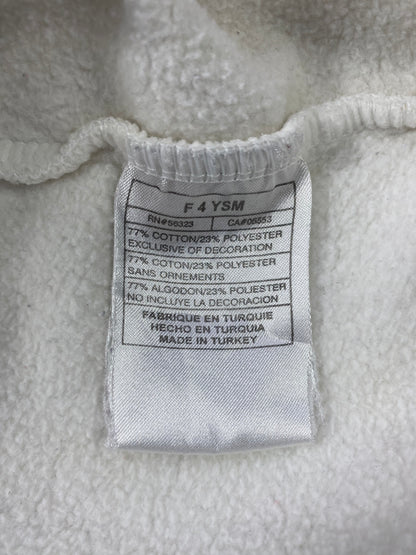 F 4 YSM
RN#56323 CA#05553
77% COTTON/23% POLYESTER
EXCLUSIVE OF DECORATION
77% COTON/23% POLYESTER
SANS ORNEMENTS
77% ALGODON/23% POLIESTER
NO INCLUYE LA DECORACION
FABRIQUE EN TURQUIE
HECHO EN TURQUIA
MADE IN TURKEY